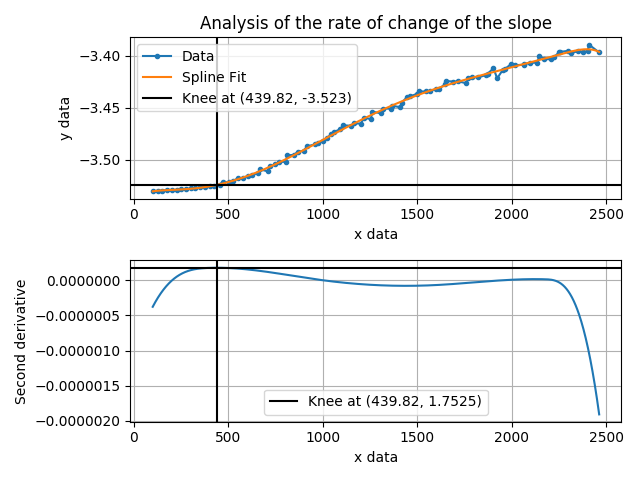 Analysis of the rate of change of the slope
Data
Spline Fit
Knee at (439.82, -3.523)
y data
−3.40
−3.45
−3.50
0 500 1000 1500 2000 2500
x data
Second derivative
0.0000000
−0.0000005
−0.0000010
−0.0000015
−0.0000020
Knee at (439.82, 1.7525)
0 500 1000 1500 2000 2500
x data